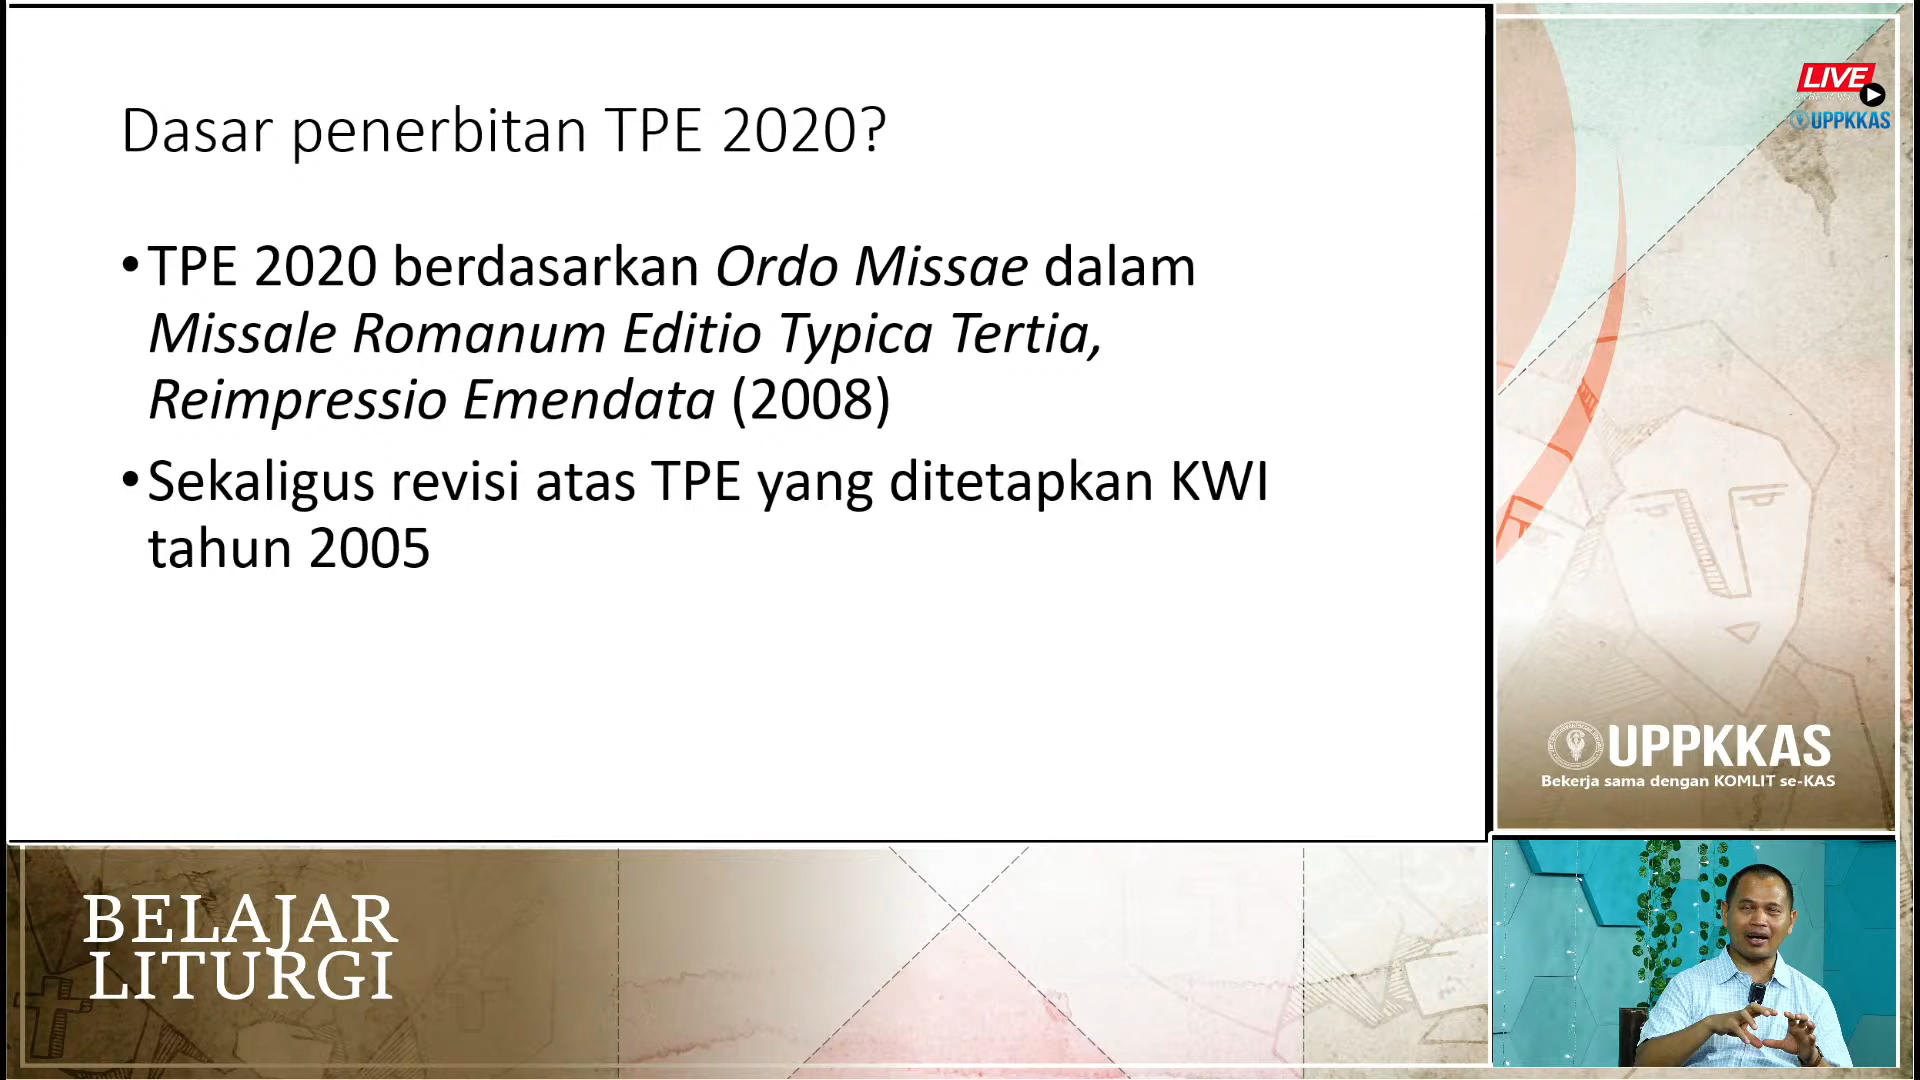 Dasar penerbitan TPE 2020?
•TPE 2020 berdasarkan Ordo Missae dalam
Missale Romanum Editio Typica Tertia,
Reimpressio Emendata (2008)
•Sekaligus revisi atas TPE yang ditetapkan KWI
tahun 2005
LIVE
UPPKKAS
UPPKKAS
Bekerja sama dengan KOMLIT se-KAS
BELAJAR
LITURGI